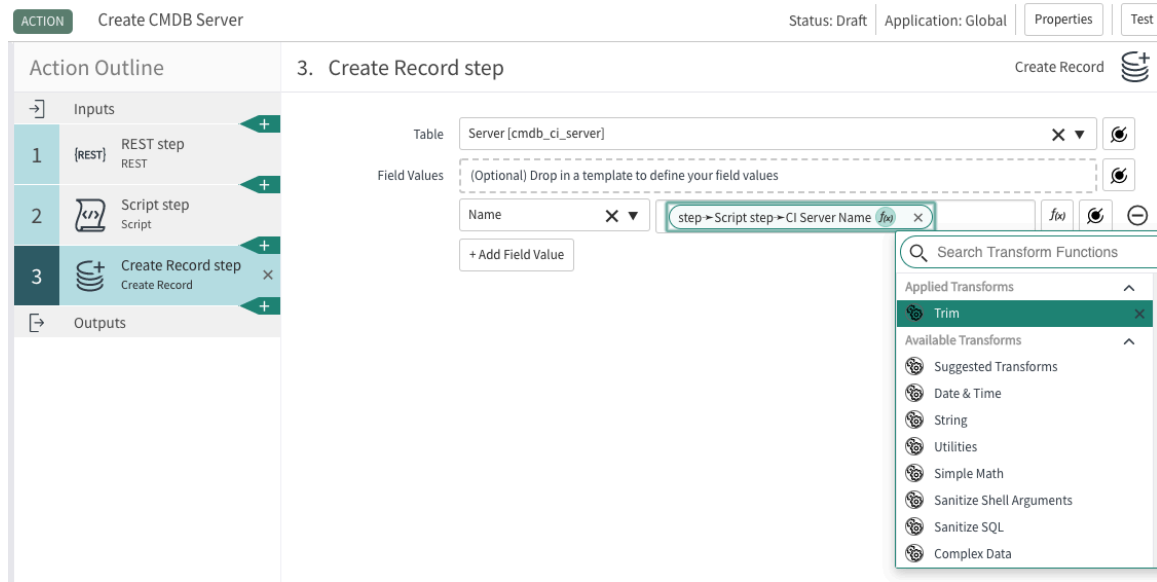 ACTION Create CMDB Server Status: Draft Application: Global Properties Test
Action Outline
Inputs
1 {REST} REST step
REST
2 Script step
Script
3 Create Record step
Create Record
Outputs
3. Create Record step Create Record
Table Server [cmdb_ci_server]
Field Values (Optional) Drop in a template to define your field values
Name step➛Script step➛CI Server Name f(x) f(x)
+ Add Field Value
Search Transform Functions
Applied Transforms
Trim
Available Transforms
Suggested Transforms
Date & Time
String
Utilities
Simple Math
Sanitize Shell Arguments
Sanitize SQL
Complex Data